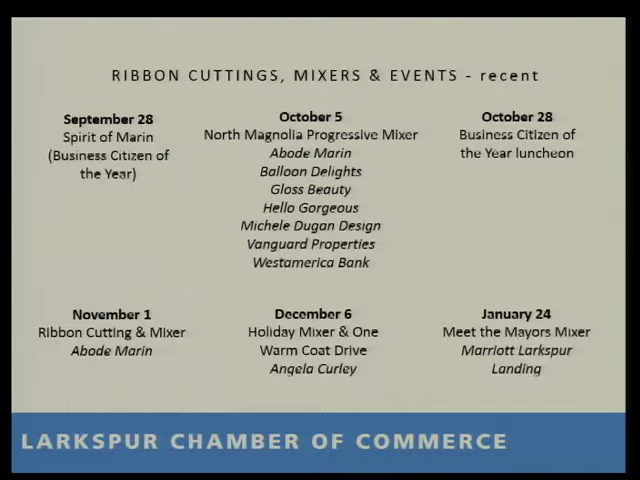 RIBBON CUTTINGS, MIXERS & EVENTS - recent
September 28
Spirit of Marin
(Business Citizen of
the Year)
October 5
North Magnolia Progressive Mixer
Abode Marin
Balloon Delights
Gloss Beauty
Hello Gorgeous
Michele Dugan Design
Vanguard Properties
Westamerica Bank
October 28
Business Citizen of
the Year luncheon
November 1
Ribbon Cutting & Mixer
Abode Marin
December 6
Holiday Mixer & One
Warm Coat Drive
Angela Curley
January 24
Meet the Mayors Mixer
Marriott Larkspur
Landing
LARKSPUR CHAMBER OF COMMERCE